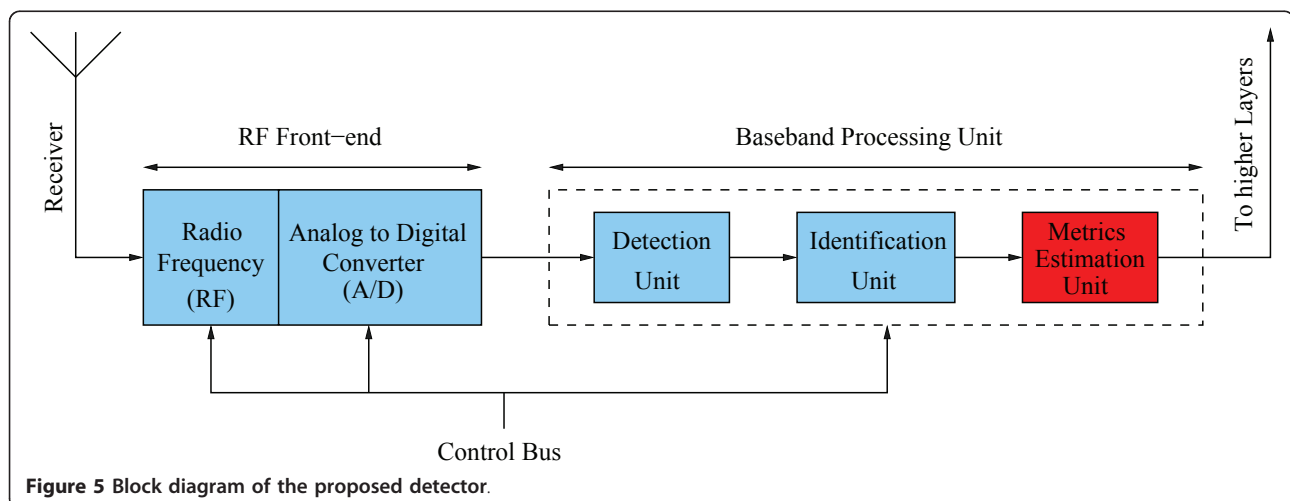 Receiver
RF Front-end
Radio
Frequency
(RF)
Analog to Digital
Converter
(A/D)
Baseband Processing Unit
Detection
Unit
Identification
Unit
Metrics
Estimation
Unit
To higher Layers
Control Bus
Figure 5 Block diagram of the proposed detector.